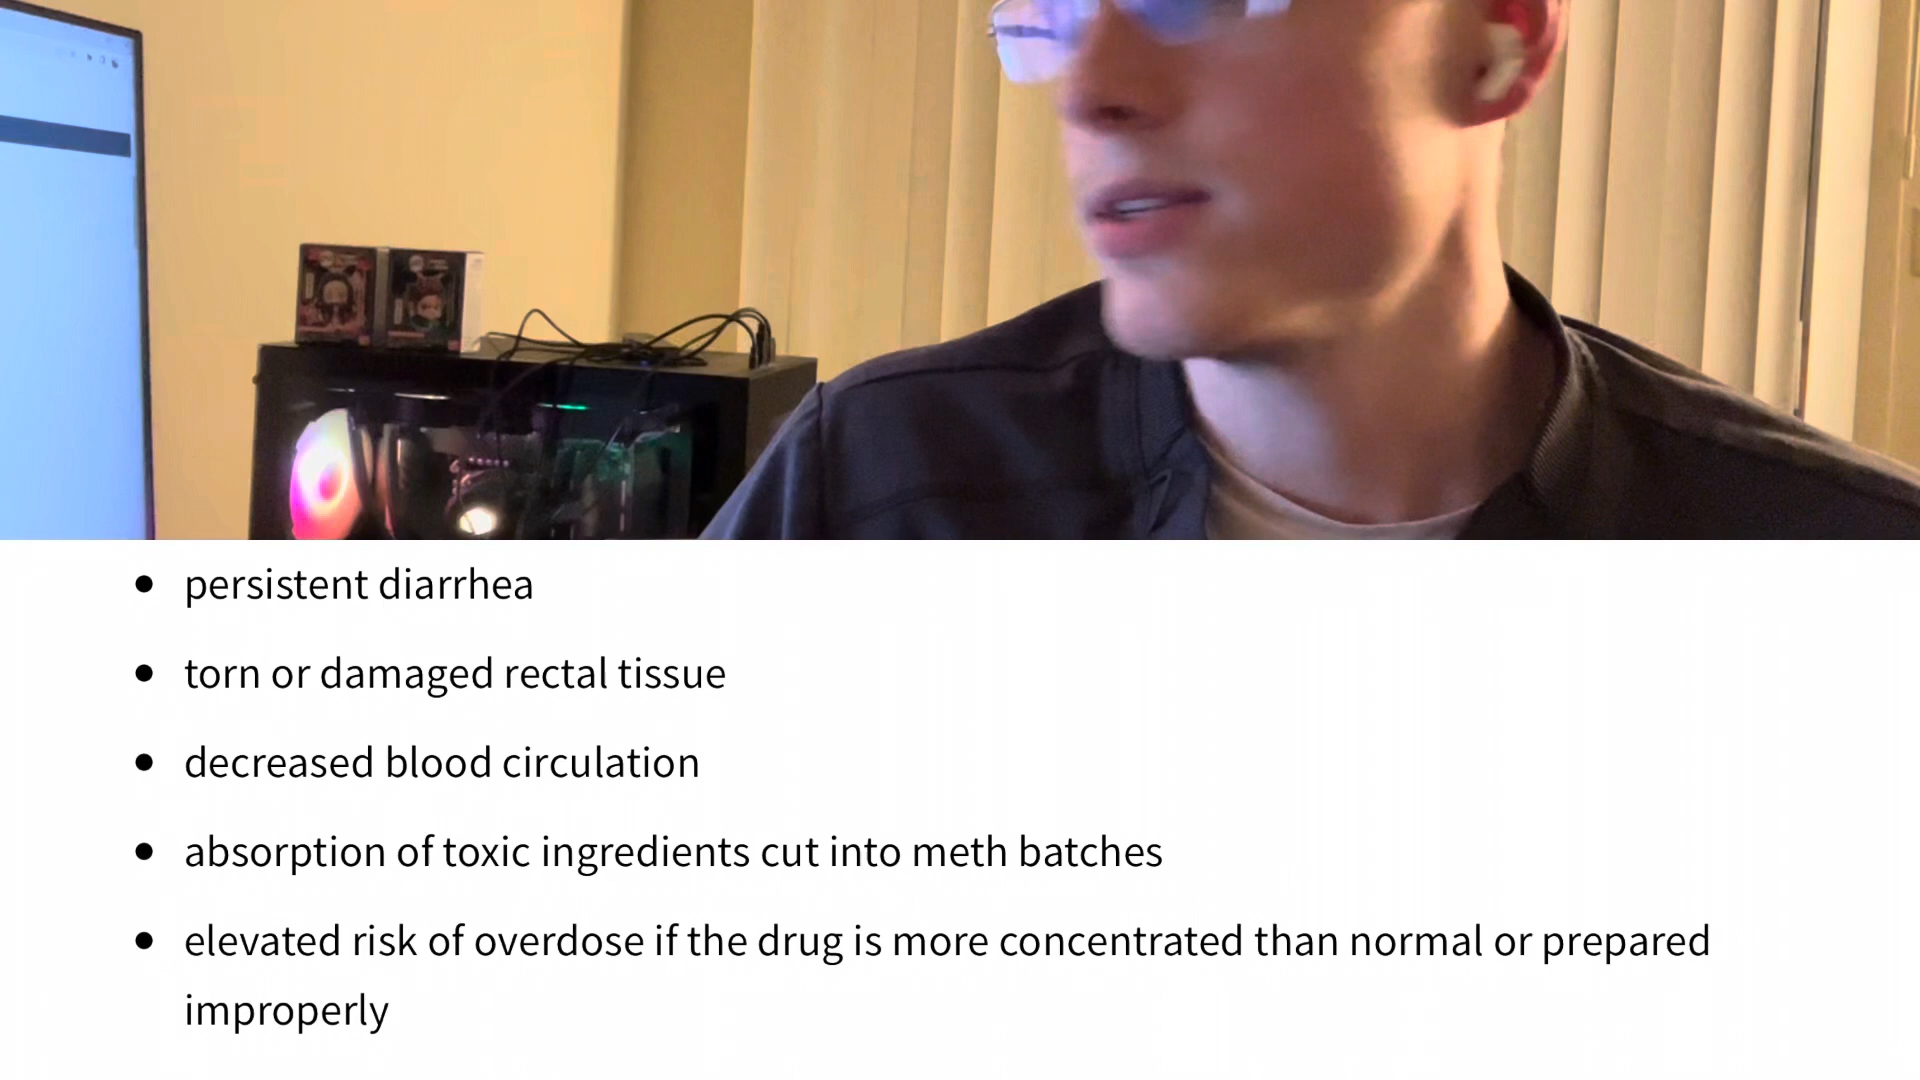 persistent diarrhea
torn or damaged rectal tissue
decreased blood circulation
absorption of toxic ingredients cut into meth batches
elevated risk of overdose if the drug is more concentrated than normal or prepared
improperly